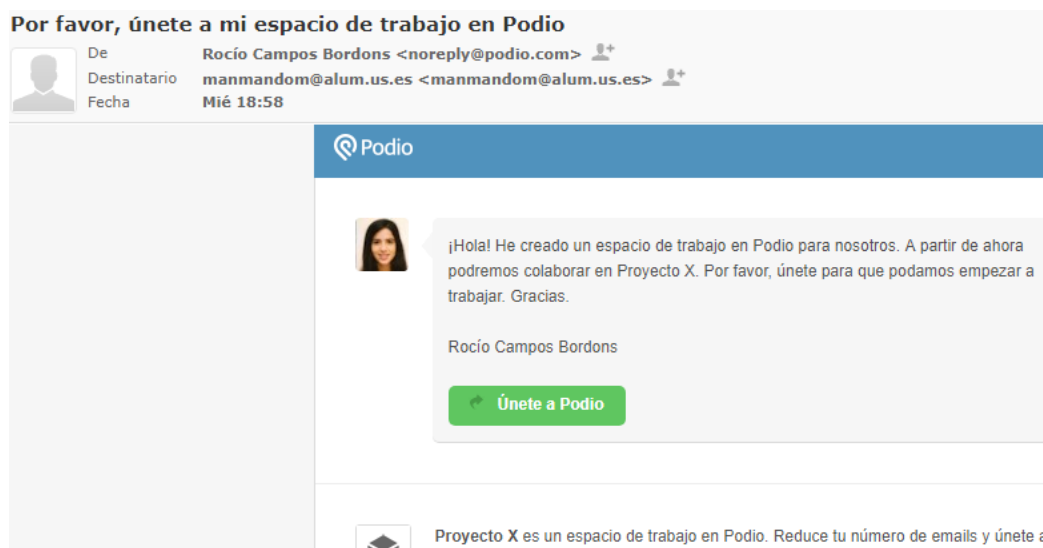 Por favor, únete a mi espacio de trabajo en Podio
De Rocío Campos Bordons <noreply@podio.com>
Destinatario manmandom@alum.us.es <manmandom@alum.us.es>
Fecha Mié 18:58
Podio
¡Hola! He creado un espacio de trabajo en Podio para nosotros. A partir de ahora
podremos colaborar en Proyecto X. Por favor, únete para que podamos empezar a
trabajar. Gracias.
Rocío Campos Bordons
Únete a Podio
Proyecto X es un espacio de trabajo en Podio. Reduce tu número de emails y únete a